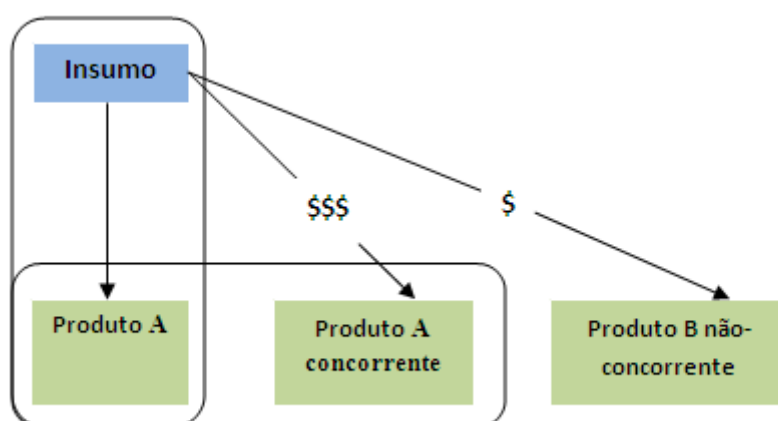 Insumo
$$$
$
Produto A
Produto A
concorrente
Produto B não-
concorrente